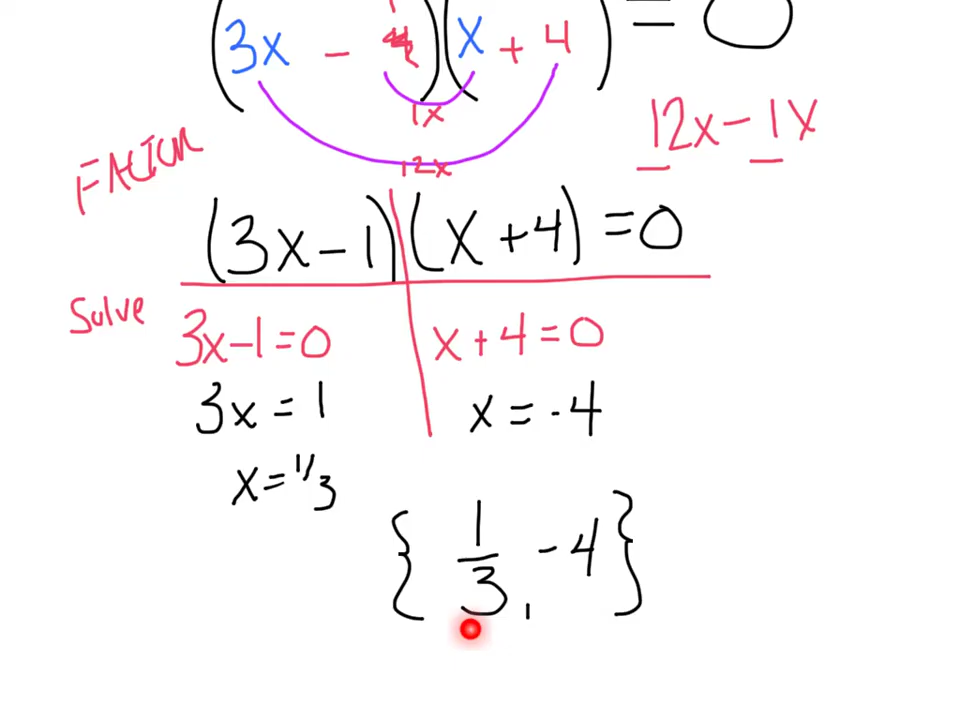 (3x - 1)(x + 4) = 0
1x
12x - 1x
12x
FACTOR
(3x - 1)(x + 4) = 0
Solve
3x - 1 = 0
x + 4 = 0
3x = 1
x = -4
x = 1/3
{ 1/3, -4 }